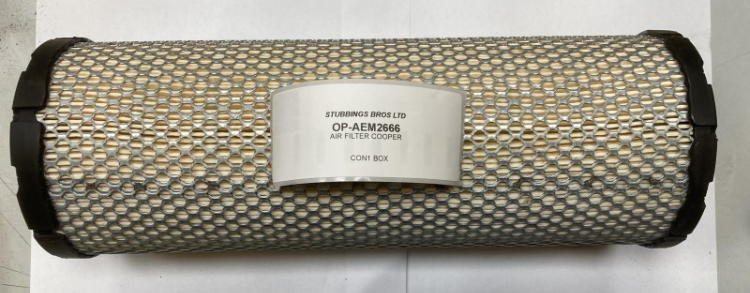 STUBBINGS BROS LTD
OP-AEM2666
AIR FILTER COOPER
CON1 BOX